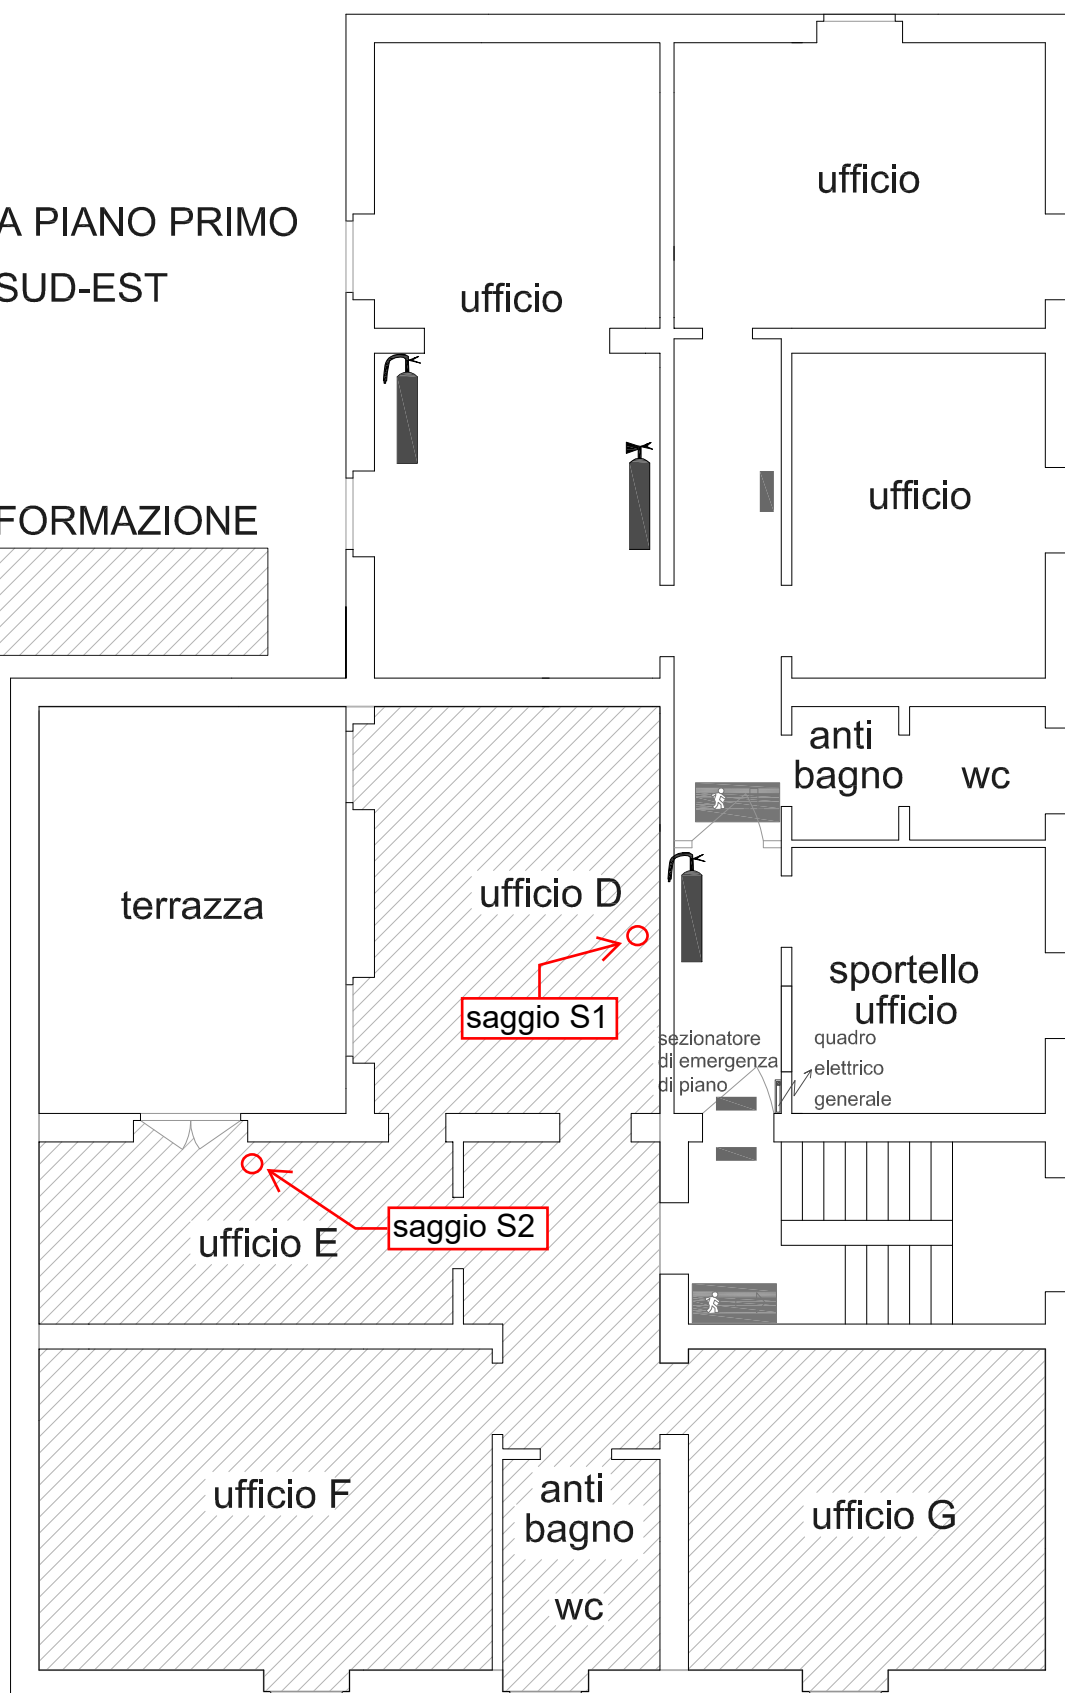 A PIANO PRIMO
SUD-EST
FORMAZIONE
ufficio
ufficio
ufficio
anti
bagno
wc
terrazza
ufficio D
saggio S1
sportello
ufficio
sezionatore
di emergenza
di piano
quadro
elettrico
generale
saggio S2
ufficio E
ufficio F
anti
bagno
wc
ufficio G